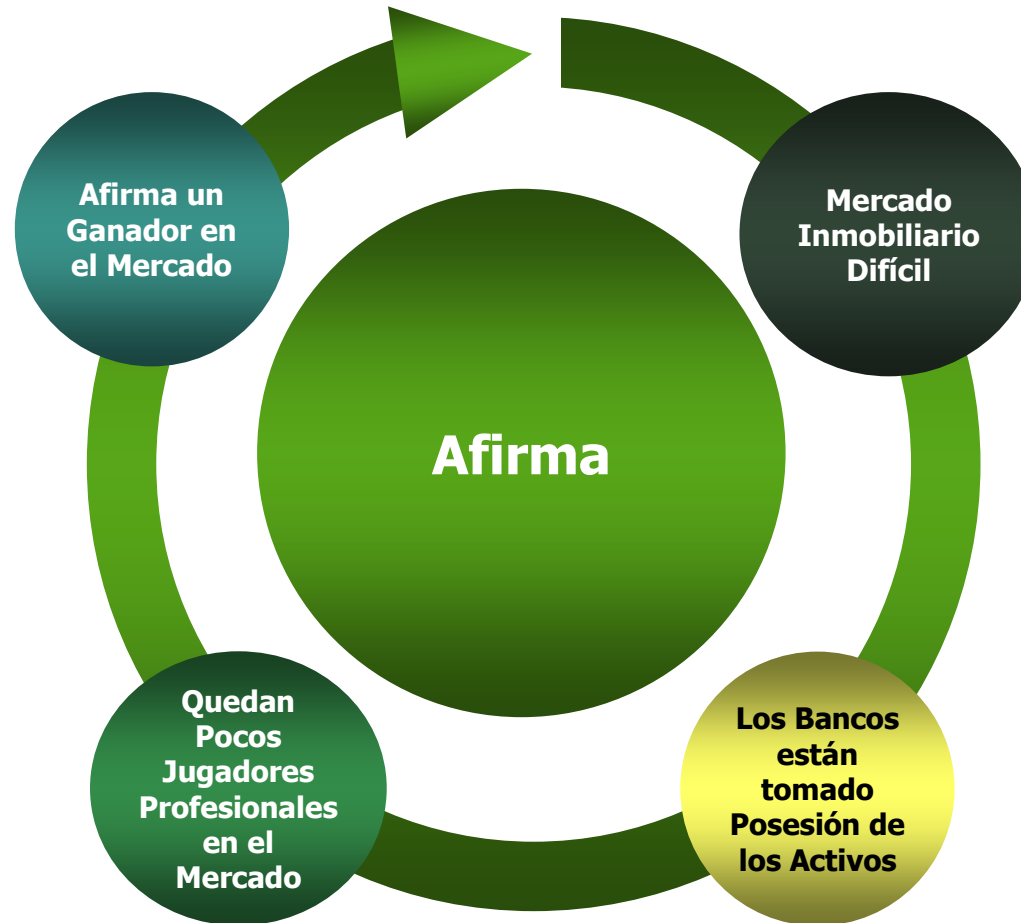 Afirma un
Ganador en
el Mercado
Mercado
Inmobiliario
Difícil
Afirma
Quedan
Pocos
Jugadores
Profesionales
en el
Mercado
Los Bancos
están
tomado
Posesión de
los Activos